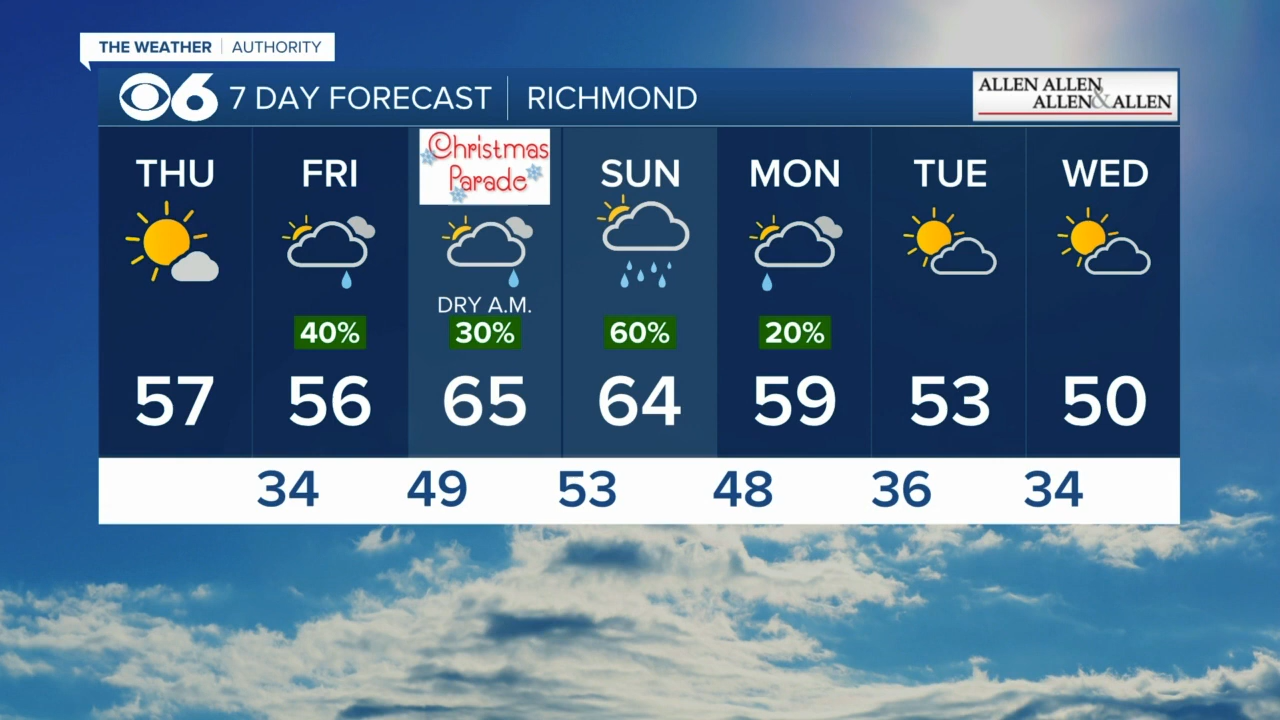 THE WEATHER | AUTHORITY
6 7 DAY FORECAST | RICHMOND
ALLEN ALLEN
ALLEN & ALLEN
THU
FRI
Christmas
Parade
SUN
MON
TUE
WED
DRY A.M.
40%
30%
60%
20%
57
56
65
64
59
53
50
34
49
53
48
36
34